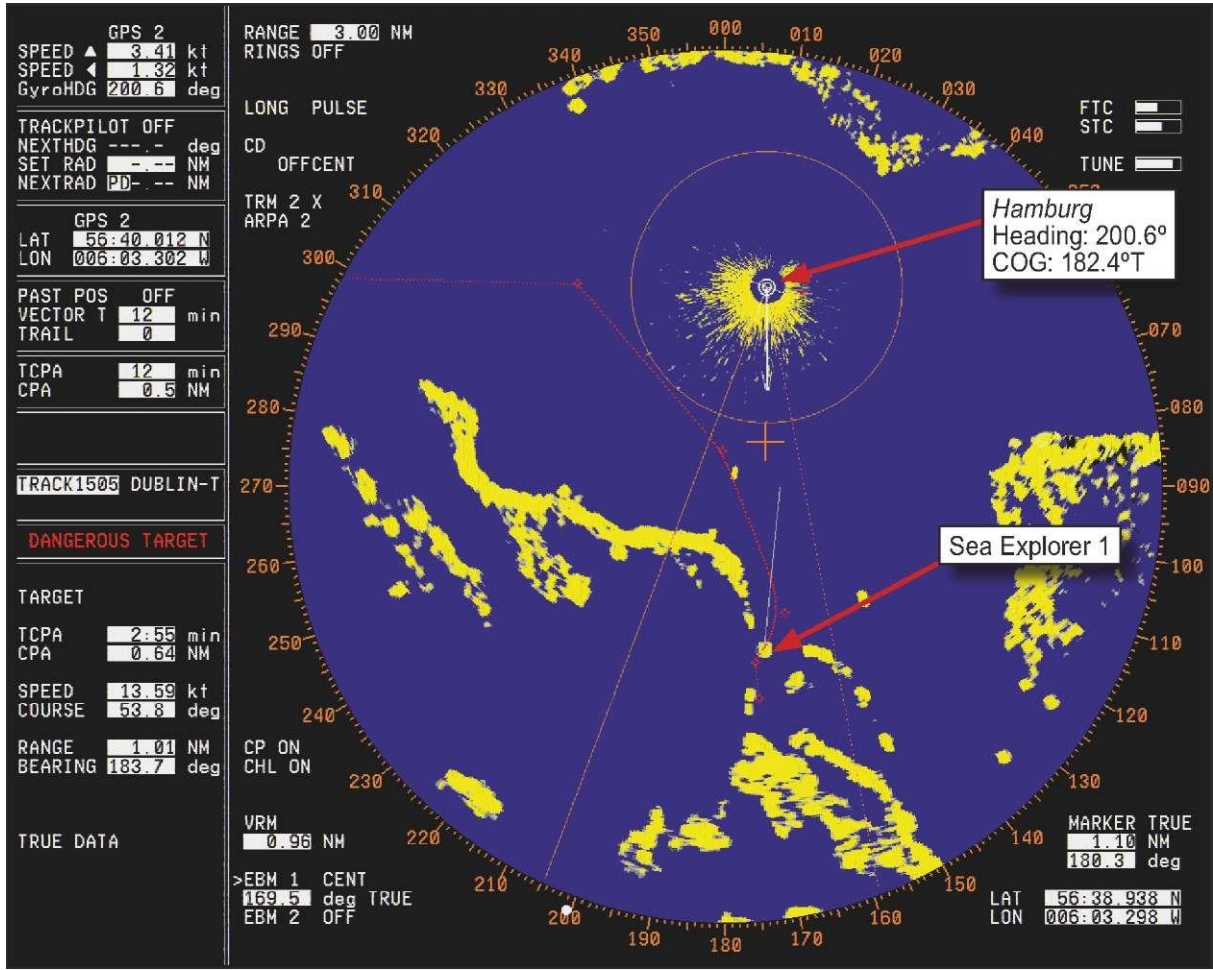 GPS 2
SPEED ▲ 3.41 kt
SPEED ◀ 1.32 kt
GyroHDG 200.6 deg
TRACKPILOT OFF
NEXTHDG ---.- deg
SET RAD -.-- NM
NEXTRAD PD-.-- NM
GPS 2
LAT 56:40.012 N
LON 006:03.302 W
PAST POS OFF
VECTOR T 12 min
TRAIL 0
TCPA 12 min
CPA 0.5 NM
TRACK1505 DUBLIN-T
DANGEROUS TARGET
TARGET
TCPA 2:55 min
CPA 0.64 NM
SPEED 13.59 kt
COURSE 53.8 deg
RANGE 1.01 NM
BEARING 183.7 deg
TRUE DATA
RANGE 3.00 NM
RINGS OFF
LONG PULSE
CD
OFFCENT
TRM 2 X
ARPA 2
FTC
STC
TUNE
000
010
020
030
040
070
080
090
100
110
120
130
140
150
160
170
180
190
200
210
220
230
240
250
260
270
280
290
300
310
320
330
340
350
Hamburg
Heading: 200.6º
COG: 182.4ºT
Sea Explorer 1
CP ON
CHL ON
VRM
0.96 NM
>EBM 1 CENT
169.5 deg TRUE
EBM 2 OFF
MARKER TRUE
1.10 NM
180.3 deg
LAT 56:38.938 N
LON 006:03.298 W